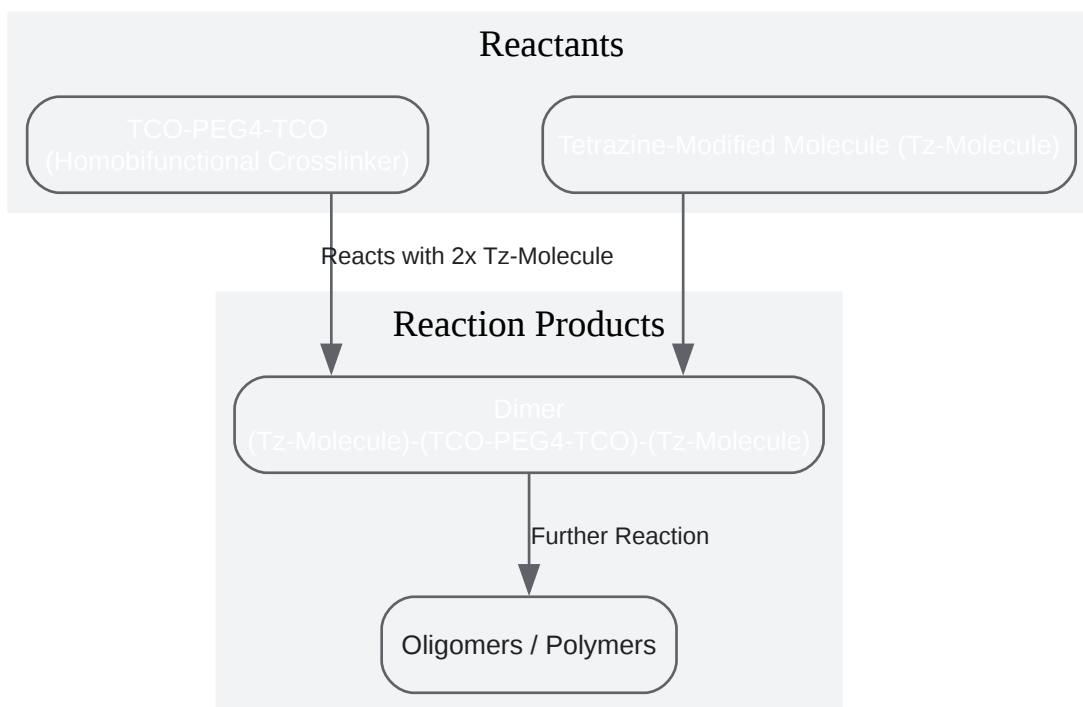 Reactants
TCO-PEG4-TCO
(Homobifunctional Crosslinker)
Tetrazine-Modified Molecule (Tz-Molecule)
Reacts with 2x Tz-Molecule
Reaction Products
Dimer
(Tz-Molecule)-(TCO-PEG4-TCO)-(Tz-Molecule)
Further Reaction
Oligomers / Polymers